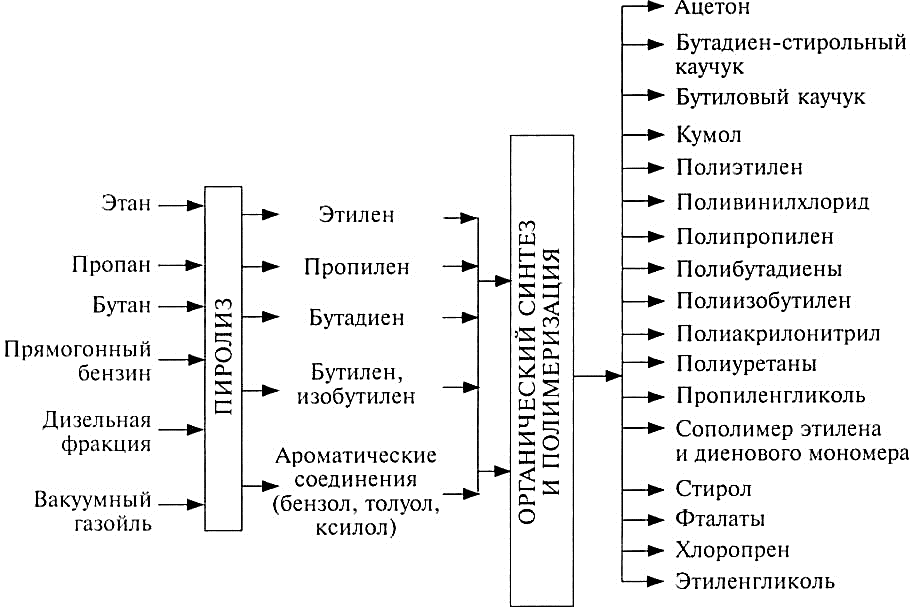 Этан
Пропан
Бутан
Прямогонный
бензин
Дизельная
фракция
Вакуумный
газойль
ПИРОЛИЗ
Этилен
Пропилен
Бутадиен
Бутилен,
изобутилен
Ароматические
соединения
(бензол, толуол,
ксилол)
ОРГАНИЧЕСКИЙ СИНТЕЗ
И ПОЛИМЕРИЗАЦИЯ
Ацетон
Бутадиен-стирольный
каучук
Бутиловый каучук
Кумол
Полиэтилен
Поливинилхлорид
Полипропилен
Полибутадиены
Полиизобутилен
Полиакрилонитрил
Полиуретаны
Пропиленгликоль
Сополимер этилена
и диенового мономера
Стирол
Фталаты
Хлоропрен
Этиленгликоль